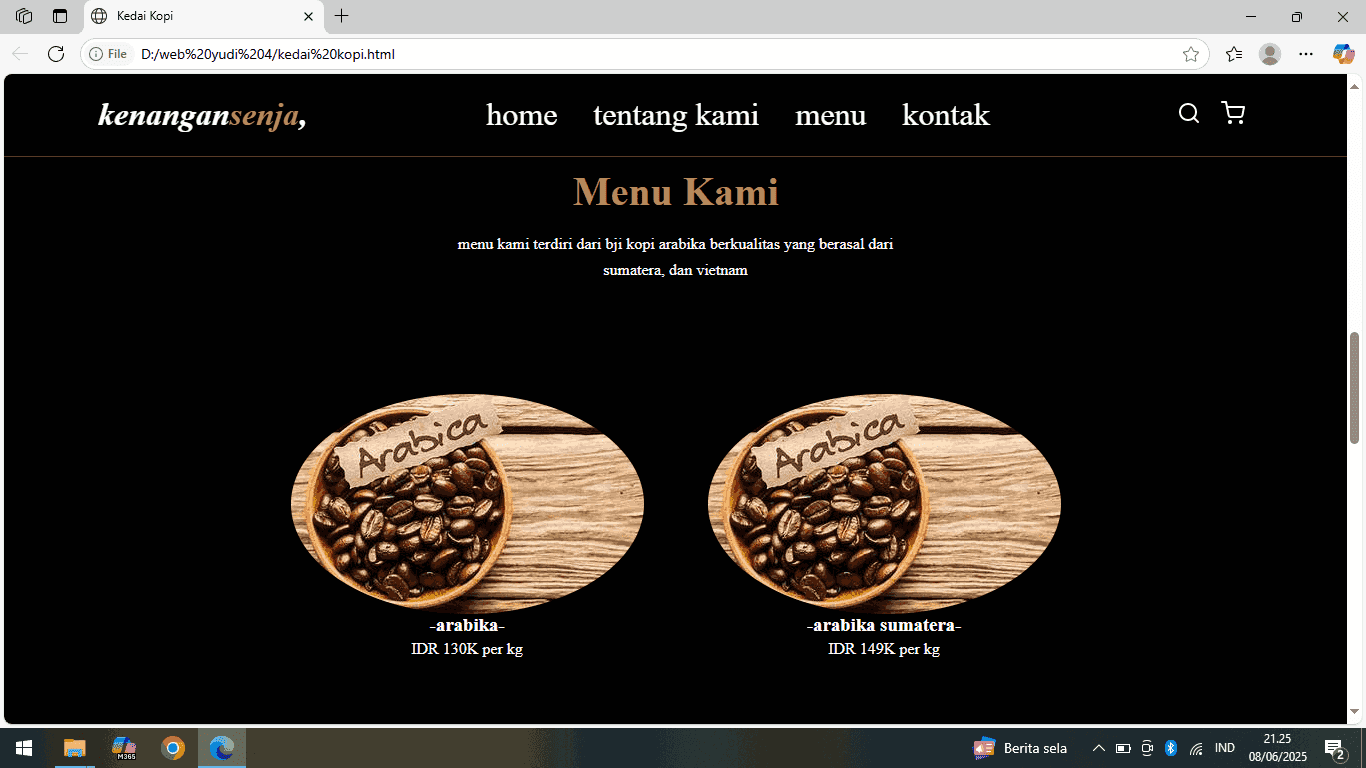 Kedai Kopi
File D:/web%20yudi%204/kedai%20kopi.html
kenangansenja, home tentang kami menu kontak
Menu Kami
menu kami terdiri dari bji kopi arabika berkualitas yang berasal dari
sumatera, dan vietnam
Arabica Arabica
-arabika- -arabika sumatera-
IDR 130K per kg IDR 149K per kg
M365 Berita sela IND 21.25
08/06/2025 2